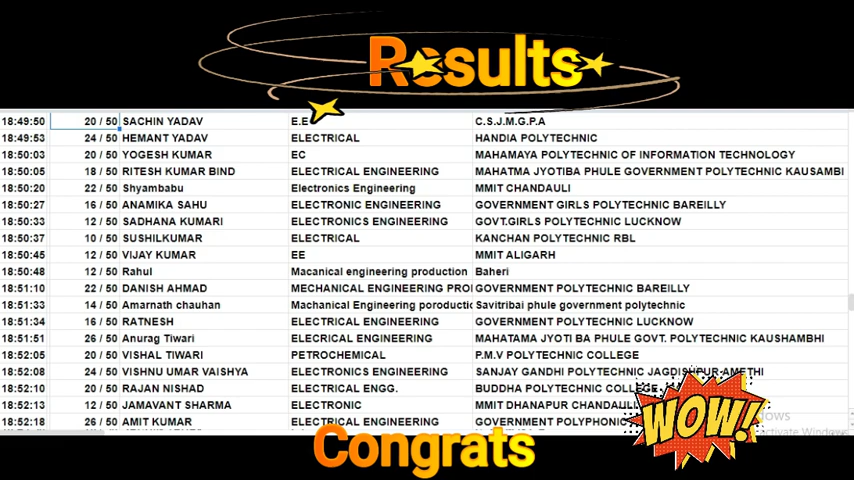 Results
18:49:50 20 / 50 SACHIN YADAV E.E C.S.J.M.G.P.A
18:49:53 24 / 50 HEMANT YADAV ELECTRICAL HANDIA POLYTECHNIC
18:50:03 20 / 50 YOGESH KUMAR EC MAHAMAYA POLYTECHNIC OF INFORMATION TECHNOLOGY
18:50:05 18 / 50 RITESH KUMAR BIND ELECTRICAL ENGINEERING MAHATMA JYOTIBA PHULE GOVERNMENT POLYTECHNIC KAUSAMBI
18:50:20 22 / 50 Shyambabu Electronics Engineering MMIT CHANDAULI
18:50:27 16 / 50 ANAMIKA SAHU ELECTRONIC ENGINEERING GOVERNMENT GIRLS POLYTECHNIC BAREILLY
18:50:33 12 / 50 SADHANA KUMARI ELECTRONICS ENGINEERING GOVT.GIRLS POLYTECHNIC LUCKNOW
18:50:37 10 / 50 SUSHILKUMAR ELECTRICAL KANCHAN POLYTECHNIC RBL
18:50:45 12 / 50 VIJAY KUMAR EE MMIT ALIGARH
18:50:48 12 / 50 Rahul Macanical engineering production Baheri
18:51:10 22 / 50 DANISH AHMAD MECHANICAL ENGINEERING PRO GOVERNMENT POLYTECHNIC BAREILLY
18:51:33 14 / 50 Amarnath chauhan Machanical Engineering poroductic Savitribai phule government polytechnic
18:51:34 16 / 50 RATNESH ELECTRICAL ENGINEERING GOVERNMENT POLYTECHNIC LUCKNOW
18:51:51 26 / 50 Anurag Tiwari ELECRICAL ENGINEERING MAHATAMA JYOTI BA PHULE GOVT. POLYTECHNIC KAUSHAMBHI
18:52:05 20 / 50 VISHAL TIWARI PETROCHEMICAL P.M.V POLYTECHNIC COLLEGE
18:52:08 24 / 50 VISHNU UMAR VAISHYA ELECTRONICS ENGINEERING SANJAY GANDHI POLYTECHNIC JAGDISHPUR-AMETHI
18:52:10 20 / 50 RAJAN NISHAD ELECTRICAL ENGG. BUDDHA POLYTECHNIC COLLEGE
18:52:13 12 / 50 JAMAVANT SHARMA ELECTRONIC MMIT DHANAPUR CHANDAULI
18:52:18 26 / 50 AMIT KUMAR ELECTRONICS ENGINEERING GOVERNMENT POLYPHONIC
WOW!
Congrats